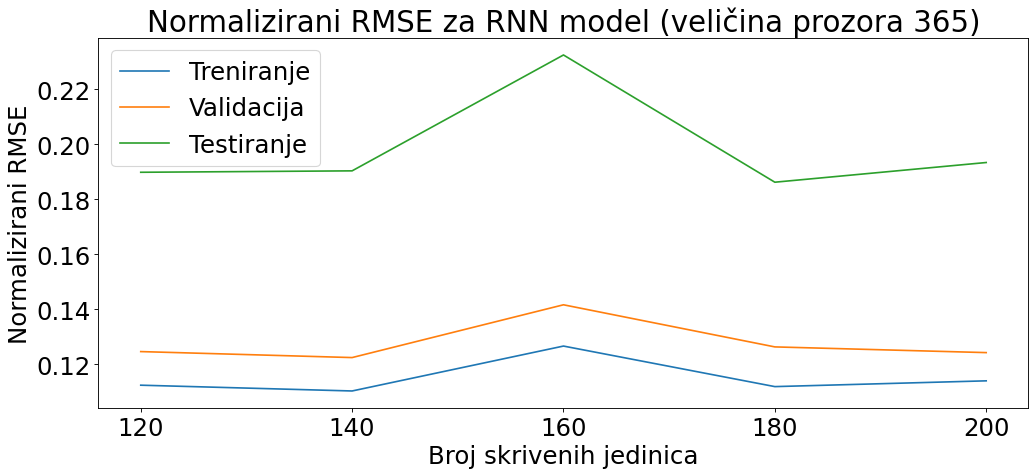 Normalizirani RMSE za RNN model (veličina prozora 365)
Treniranje
Validacija
Testiranje
Normalizirani RMSE
0.22
0.20
0.18
0.16
0.14
0.12
120 140 160 180 200
Broj skrivenih jedinica